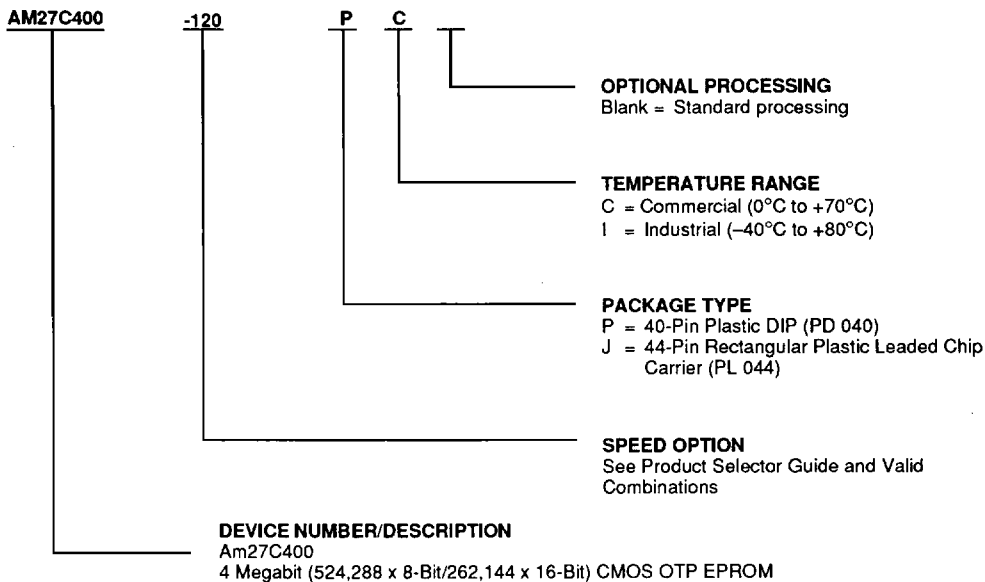 AM27C400 -120 P C
OPTIONAL PROCESSING
Blank = Standard processing
TEMPERATURE RANGE
C = Commercial (0°C to +70°C)
I = Industrial (–40°C to +80°C)
PACKAGE TYPE
P = 40-Pin Plastic DIP (PD 040)
J = 44-Pin Rectangular Plastic Leaded Chip
Carrier (PL 044)
SPEED OPTION
See Product Selector Guide and Valid
Combinations
DEVICE NUMBER/DESCRIPTION
Am27C400
4 Megabit (524,288 x 8-Bit/262,144 x 16-Bit) CMOS OTP EPROM